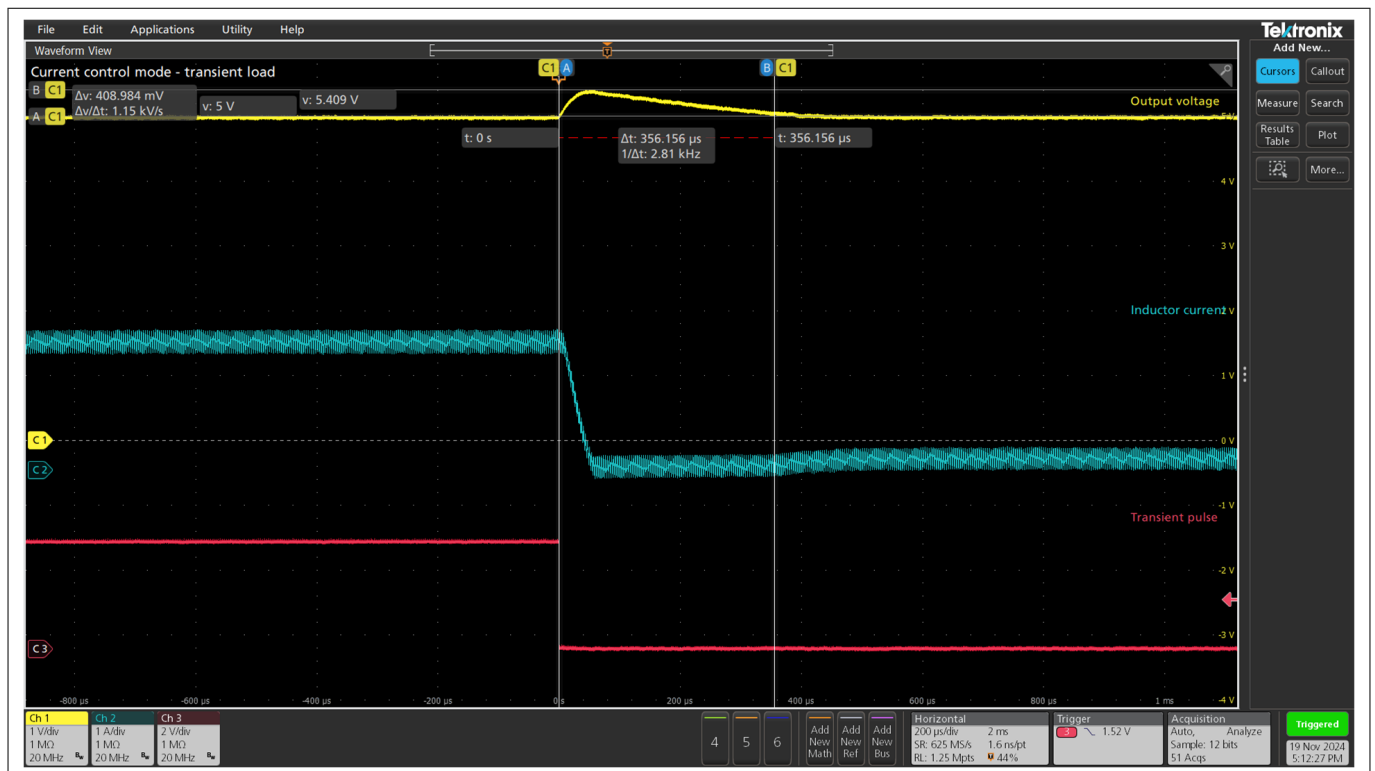 File Edit Applications Utility Help
Tektronix
Waveform View
Add New...
T
Current control mode - transient load
C1 A
B C1
Cursors Callout
B C1
Δv: 408.984 mV
Δv/Δt: 1.15 kV/s
v: 5 V
v: 5.409 V
Output voltage
A C1
5 V
Measure Search
t: 0 s
Δt: 356.156 µs
1/Δt: 2.81 kHz
t: 356.156 µs
Results Table
Plot
More...
4 V
3 V
Inductor current
2 V
1 V
C1
0 V
C2
-1 V
Transient pulse
-2 V
-3 V
C3
-800 µs -600 µs -400 µs -200 µs 0 s 200 µs 400 µs 600 µs 800 µs 1 ms
-4 V
Ch 1
1 V/div
1 MΩ
20 MHz Bw
Ch 2
1 A/div
1 MΩ
20 MHz Bw
Ch 3
2 V/div
1 MΩ
20 MHz Bw
4 5 6
Add New Math
Add New Ref
Add New Bus
Horizontal
200 µs/div 2 ms
SR: 625 MS/s 1.6 ns/pt
RL: 1.25 Mpts 44%
Trigger
3 1.52 V
Acquisition
Auto, Analyze
Sample: 12 bits
51 Acqs
Triggered
19 Nov 2024
5:12:27 PM